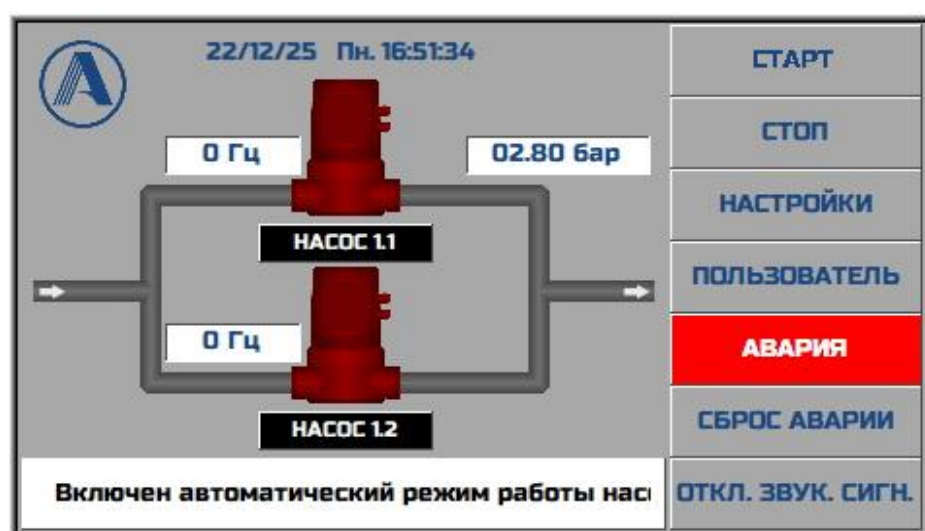 22/12/25 Пн. 16:51:34
0 Гц
02.80 бар
НАСОС 1.1
0 Гц
НАСОС 1.2
Включен автоматический режим работы
СТАРТ
СТОП
НАСТРОЙКИ
ПОЛЬЗОВАТЕЛЬ
АВАРИЯ
СБРОС АВАРИИ
ОТКЛ. ЗВУК. СИГН.